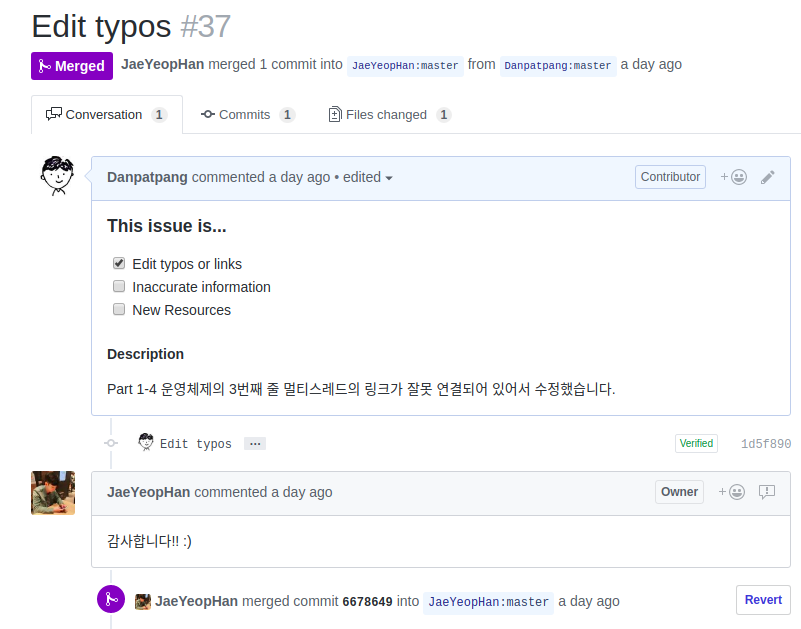 Edit typos #37
Merged JaeYeopHan merged 1 commit into JaeYeopHan:master from Danpatpang:master a day ago
Conversation 1 Commits 1 Files changed 1
Danpatpang commented a day ago • edited Contributor
This issue is...
Edit typos or links
Inaccurate information
New Resources
Description
Part 1-4 운영체제의 3번째 줄 멀티스레드의 링크가 잘못 연결되어 있어서 수정했습니다.
Edit typos ... Verified 1d5f890
JaeYeopHan commented a day ago Owner
감사합니다!! :)
JaeYeopHan merged commit 6678649 into JaeYeopHan:master a day ago Revert